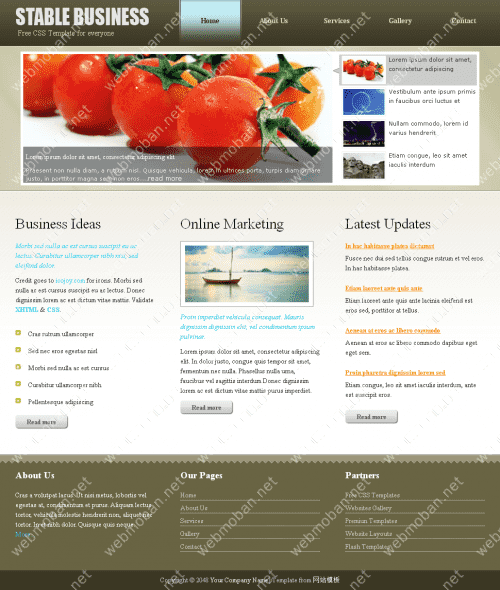 STABLE BUSINESS
Free CSS Template for everyone
Home
About Us
Services
Gallery
Contact
Lorem ipsum dolor sit amet, consectetur adipiscing elit
Praesent non nulla diam, a rutrum nisl. Quisque vehicula lorem in ultrices porta, turpis diam ornare
justo, in porttitor magna sem non eros....read more
Lorem ipsum dolor sit amet,
consectetur adipiscing
Vestibulum ante ipsum primis
in faucibus orci luctus et
Nullam commodo, lorem id
varius hendrerit.
Etiam congue, leo sit amet
iaculis interdum
Business Ideas
Morbi sed nulla ac est cursus suscipit eu ac
lectus. Curabitur ullamcorper nibh nisi, sed
eleifend dolor.
Credit goes to icojoy.com for icons. Morbi sed
nulla ac est cursus suscipit eu ac lectus. Donec
dignissim lorem ac est dictum vitae mattis. Validate
XHTML & CSS.
Cras rutrum ullamcorper
Sed nec eros egestas nisl
Morbi sed nulla ac est cursus
Curabitur ullamcorper nibh
Pellentesque adipiscing
Read more
Online Marketing
Proin imperdiet vehicula consequat. Mauris
dignissim dignissim elit, vel condimentum ipsum
pulvinar.
Lorem ipsum dolor sit amet, consectetur adipiscing
elit. In dolor justo, congue quis tempor sit amet,
fermentum nec nulla. Phasellus nulla urna,
faucibus vel sagittis interdum. Donec dignissim
lorem ac est dictum vitae mattis purus imperdiet.
Read more
Latest Updates
In hac habitasse platea dictumst
Fusce nec dui sed tellus congue rutrum et vel eros.
In hac habitasse platea.
Etiam laoreet ante quis ante
Etiam laoreet ante quis ante lacinia eleifend est
eros sed, porttitor at tellus.
Aenean at eros ac libero commodo
Aenean at eros ac libero commodo dapibus eget
eget sem.
Proin pharetra dignissim lorem sed
Etiam congue, leo sit amet iaculis interdum, ante
est suscipit eros.
Read more
About Us
Cras a volutpat lacus. Ut nisi metus, lobortis vel
egestas at, condimentum et purus. Aliquam lectus
tortor, vehicula molestie hendrerit non, aliquet nec
tortor. In et nibh dolor. Quisque quis neque.
More...
Our Pages
Home
About Us
Services
Gallery
Contact
Partners
Free CSS Templates
Websites Gallery
Premium Templates
Website Layouts
Flash Templates
Copyright © 2048 Your Company Name Template from 网站模板
webmoban.net